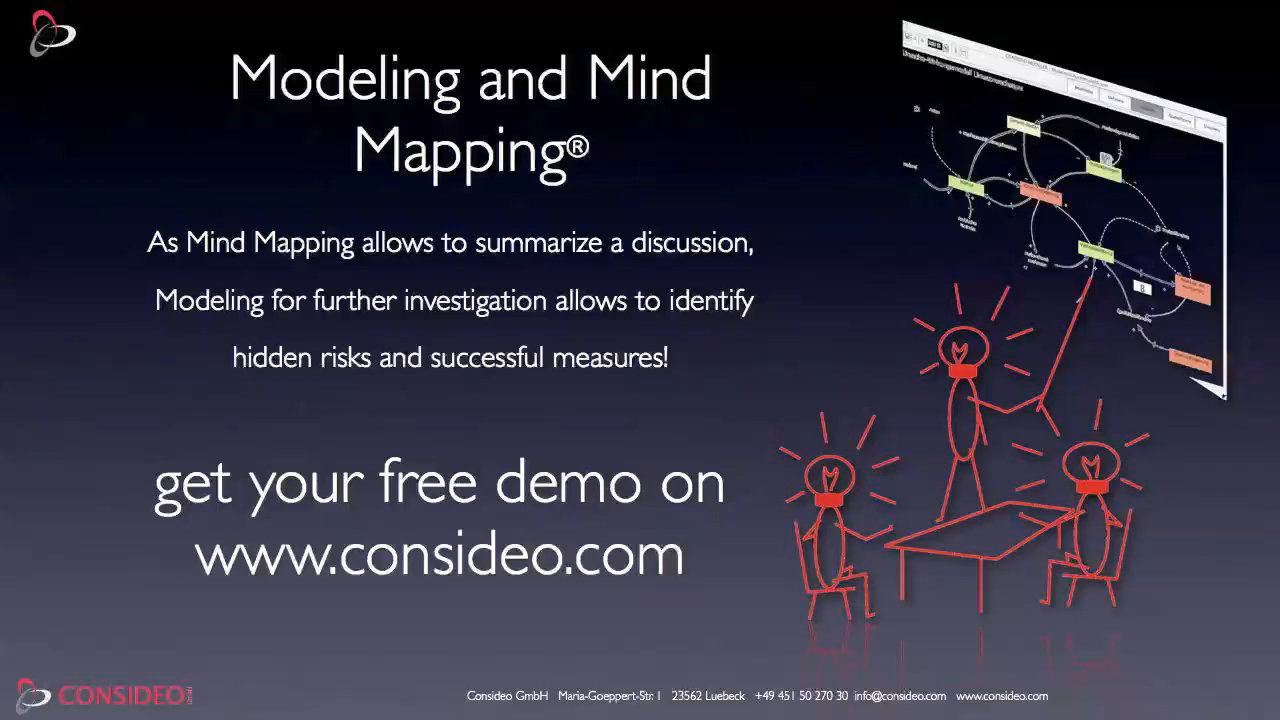 Modeling and Mind
Mapping®
As Mind Mapping allows to summarize a discussion,
Modeling for further investigation allows to identify
hidden risks and successful measures!
get your free demo on
www.consideo.com
B
CONSIDEO
Consideo GmbH Maria-Goeppert-Str. 1 23562 Luebeck +49 451 50 270 30 info@consideo.com www.consideo.com